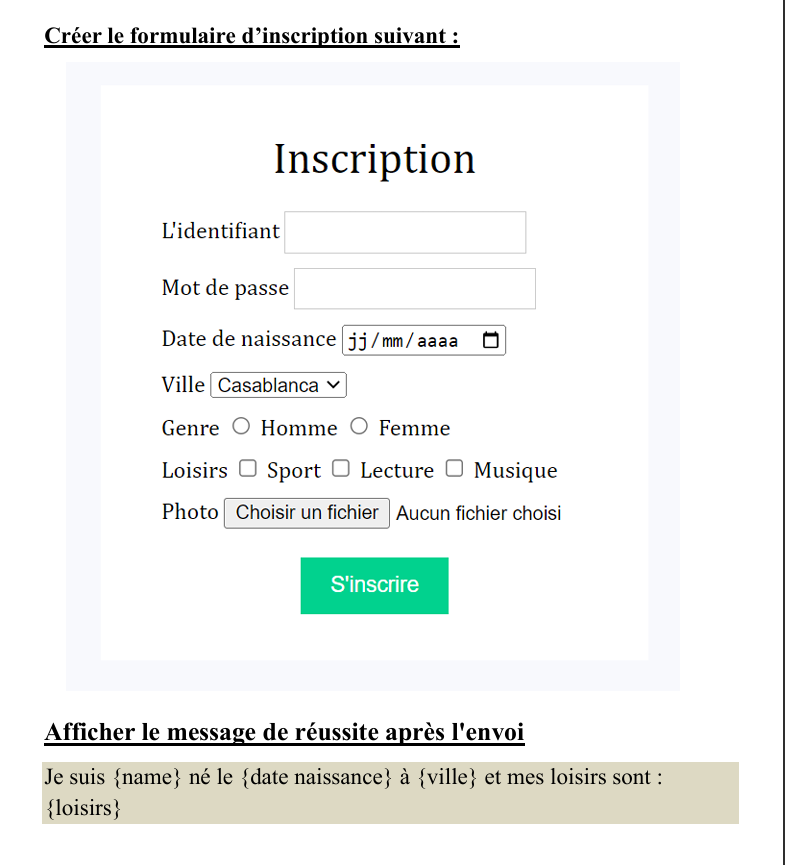 Créer le formulaire d’inscription suivant :
Inscription
L'identifiant
Mot de passe
Date de naissance jj/mm/aaaa
Ville Casablanca
Genre Homme Femme
Loisirs Sport Lecture Musique
Photo Choisir un fichier Aucun fichier choisi
S'inscrire
Afficher le message de réussite après l'envoi
Je suis {name} né le {date naissance} à {ville} et mes loisirs sont :
{loisirs}